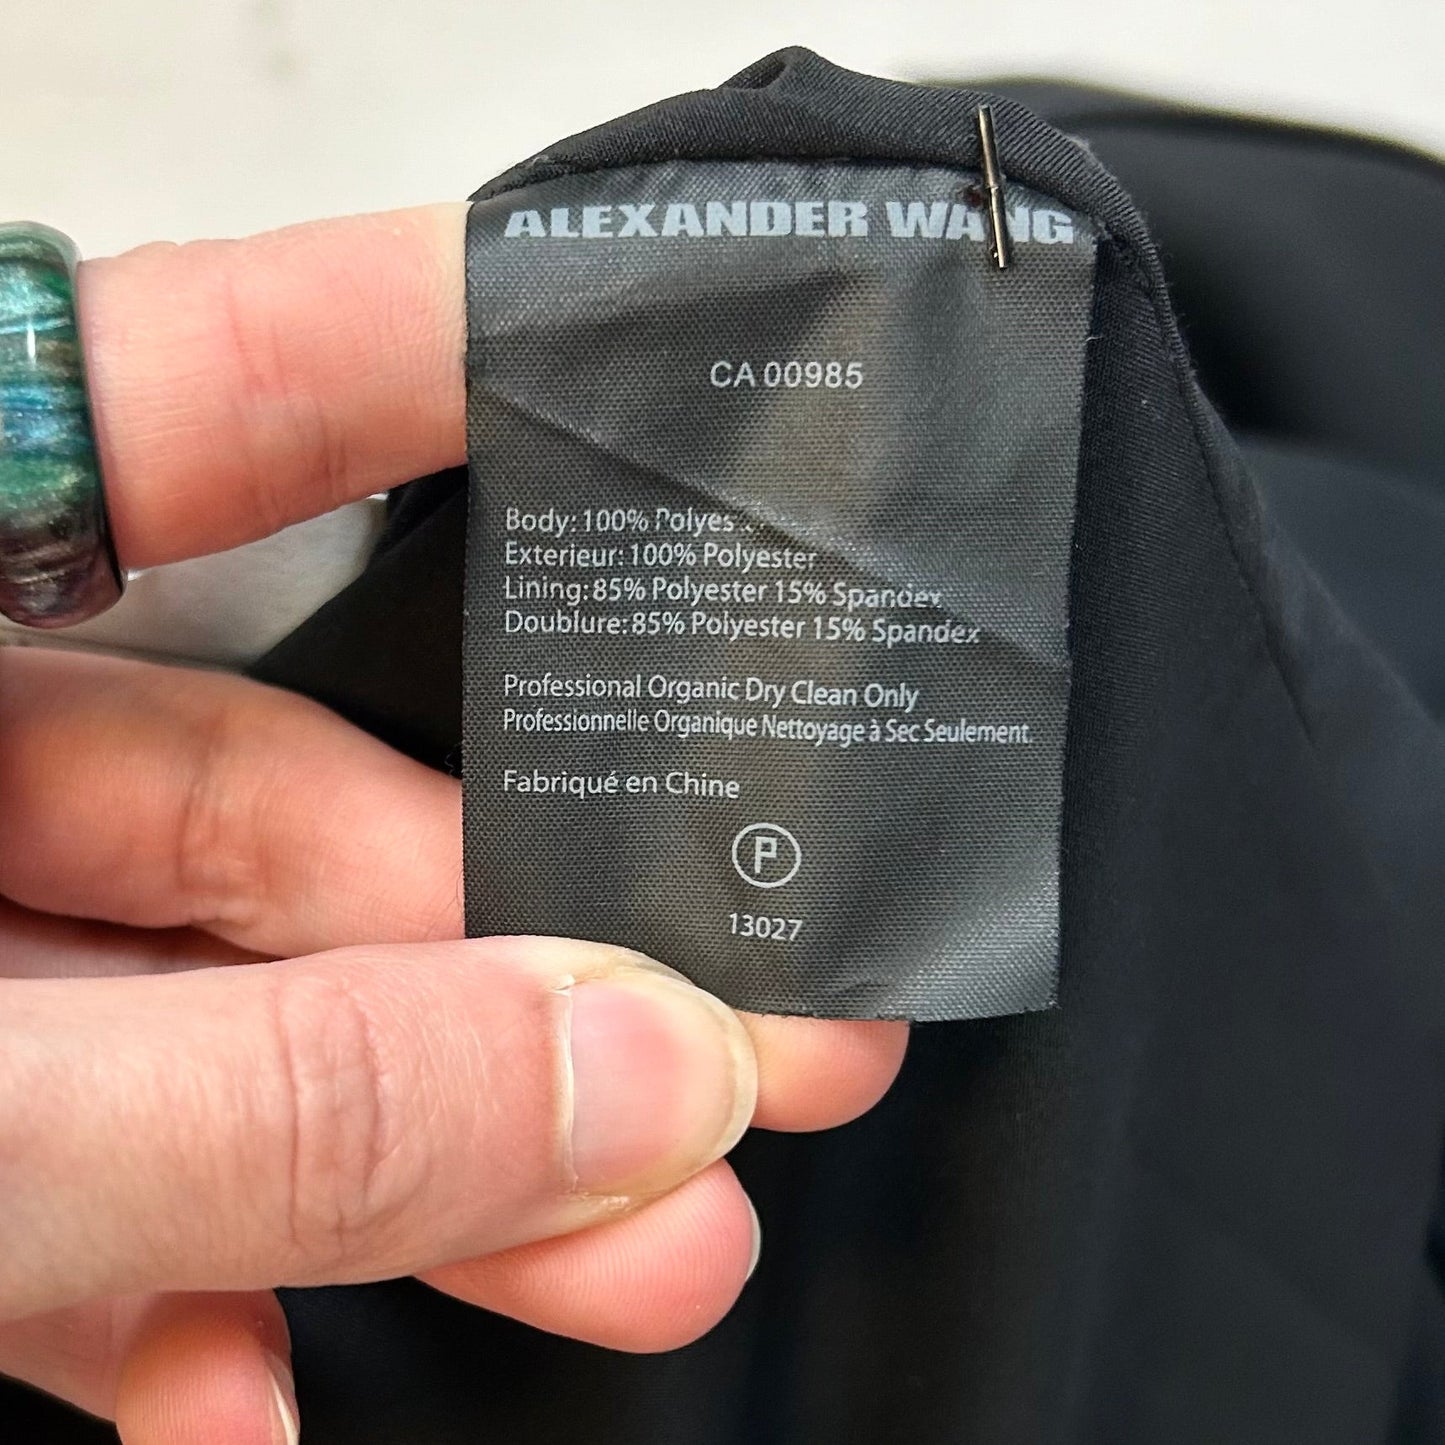 ALEXANDER WANG
CA 00985
Body: 100% Polyes
Exterieur: 100% Polyester
Lining: 85% Polyester 15% Spandex
Doublure: 85% Polyester 15% Spandex
Professional Organic Dry Clean Only
Professionnelle Organique Nettoyage à Sec Seulement.
Fabriqué en Chine
P
13027